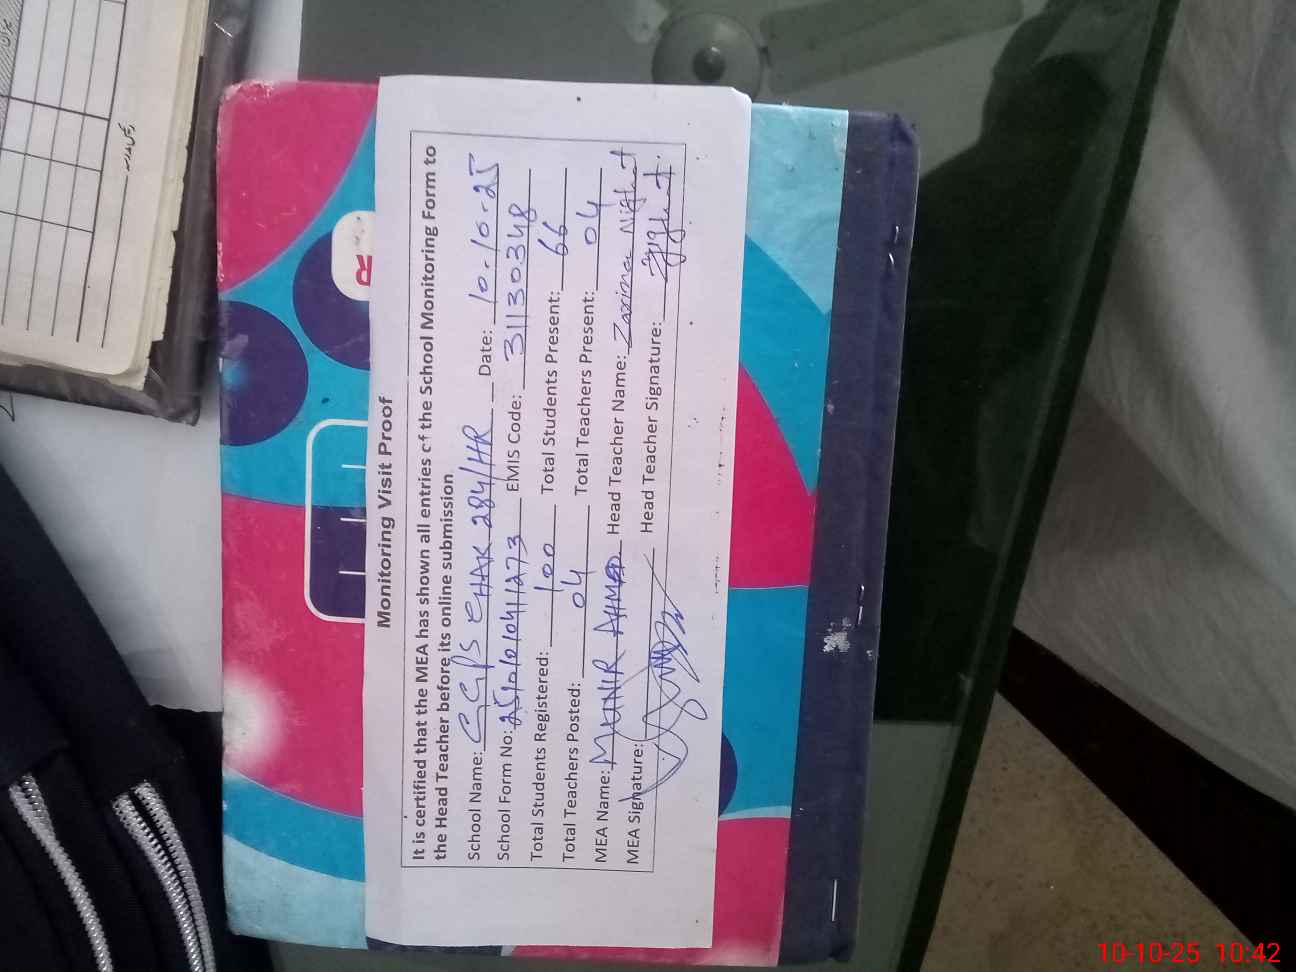 Monitoring Visit Proof
It is certified that the MEA has shown all entries of the School Monitoring Form to
the Head Teacher before its online submission
School Name: GGPS CHAK 284/HR Date: 10-10-25
School Form No: EMIS Code: 31130348
Total Students Registered: 100 Total Students Present: 66
Total Teachers Posted: 04 Total Teachers Present: 04
MEA Name: MUNIR AHMAD Head Teacher Name: Zarina Nighat
MEA Signature: Head Teacher Signature: Nighat
R
10-10-25 10:42